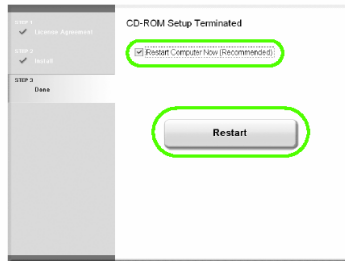 STEP 1
License Agreement
STEP 2
Install
STEP 3
Done
CD-ROM Setup Terminated
Restart Computer Now (Recommended)
Restart